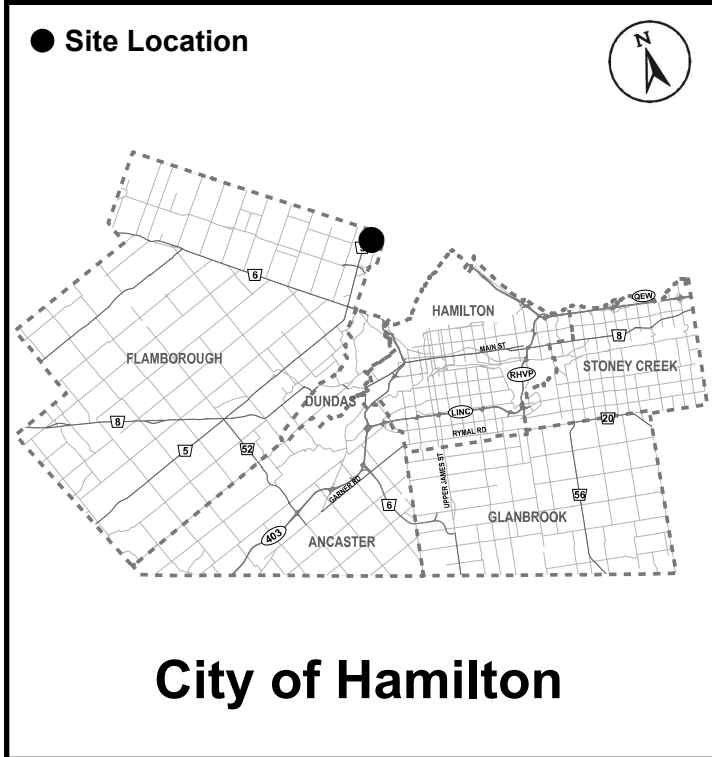 Site Location
N
5
6
HAMILTON
QEW
MAIN ST
8
FLAMBOROUGH
STONEY CREEK
RHVP
DUNDAS
LINC
8
20
RYMAL RD
5
52
UPPER JAMES ST
GARNER RD
56
6
GLANBROOK
403
ANCASTER
City of Hamilton